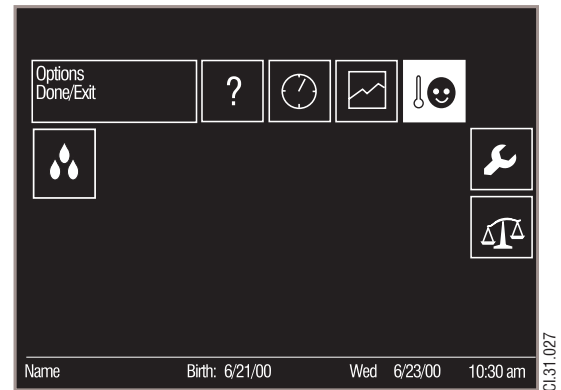 Options
Done/Exit
?
Name Birth: 6/21/00 Wed 6/23/00 10:30 am
CI.31.027